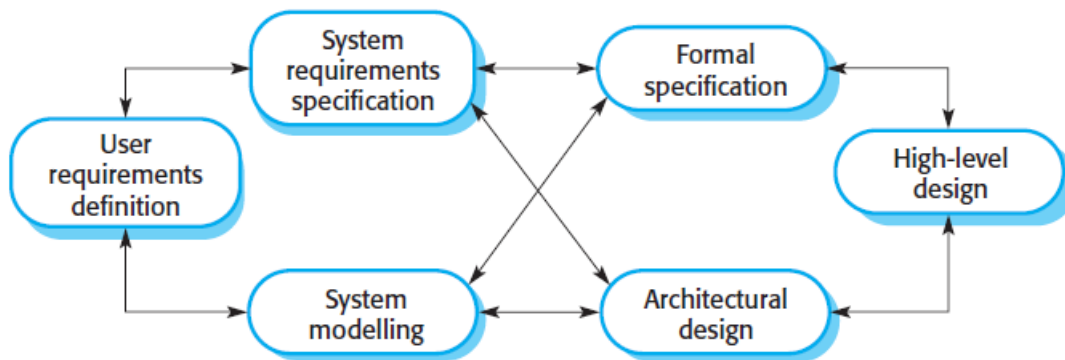 System
requirements
specification
Formal
specification
User
requirements
definition
High-level
design
System
modelling
Architectural
design